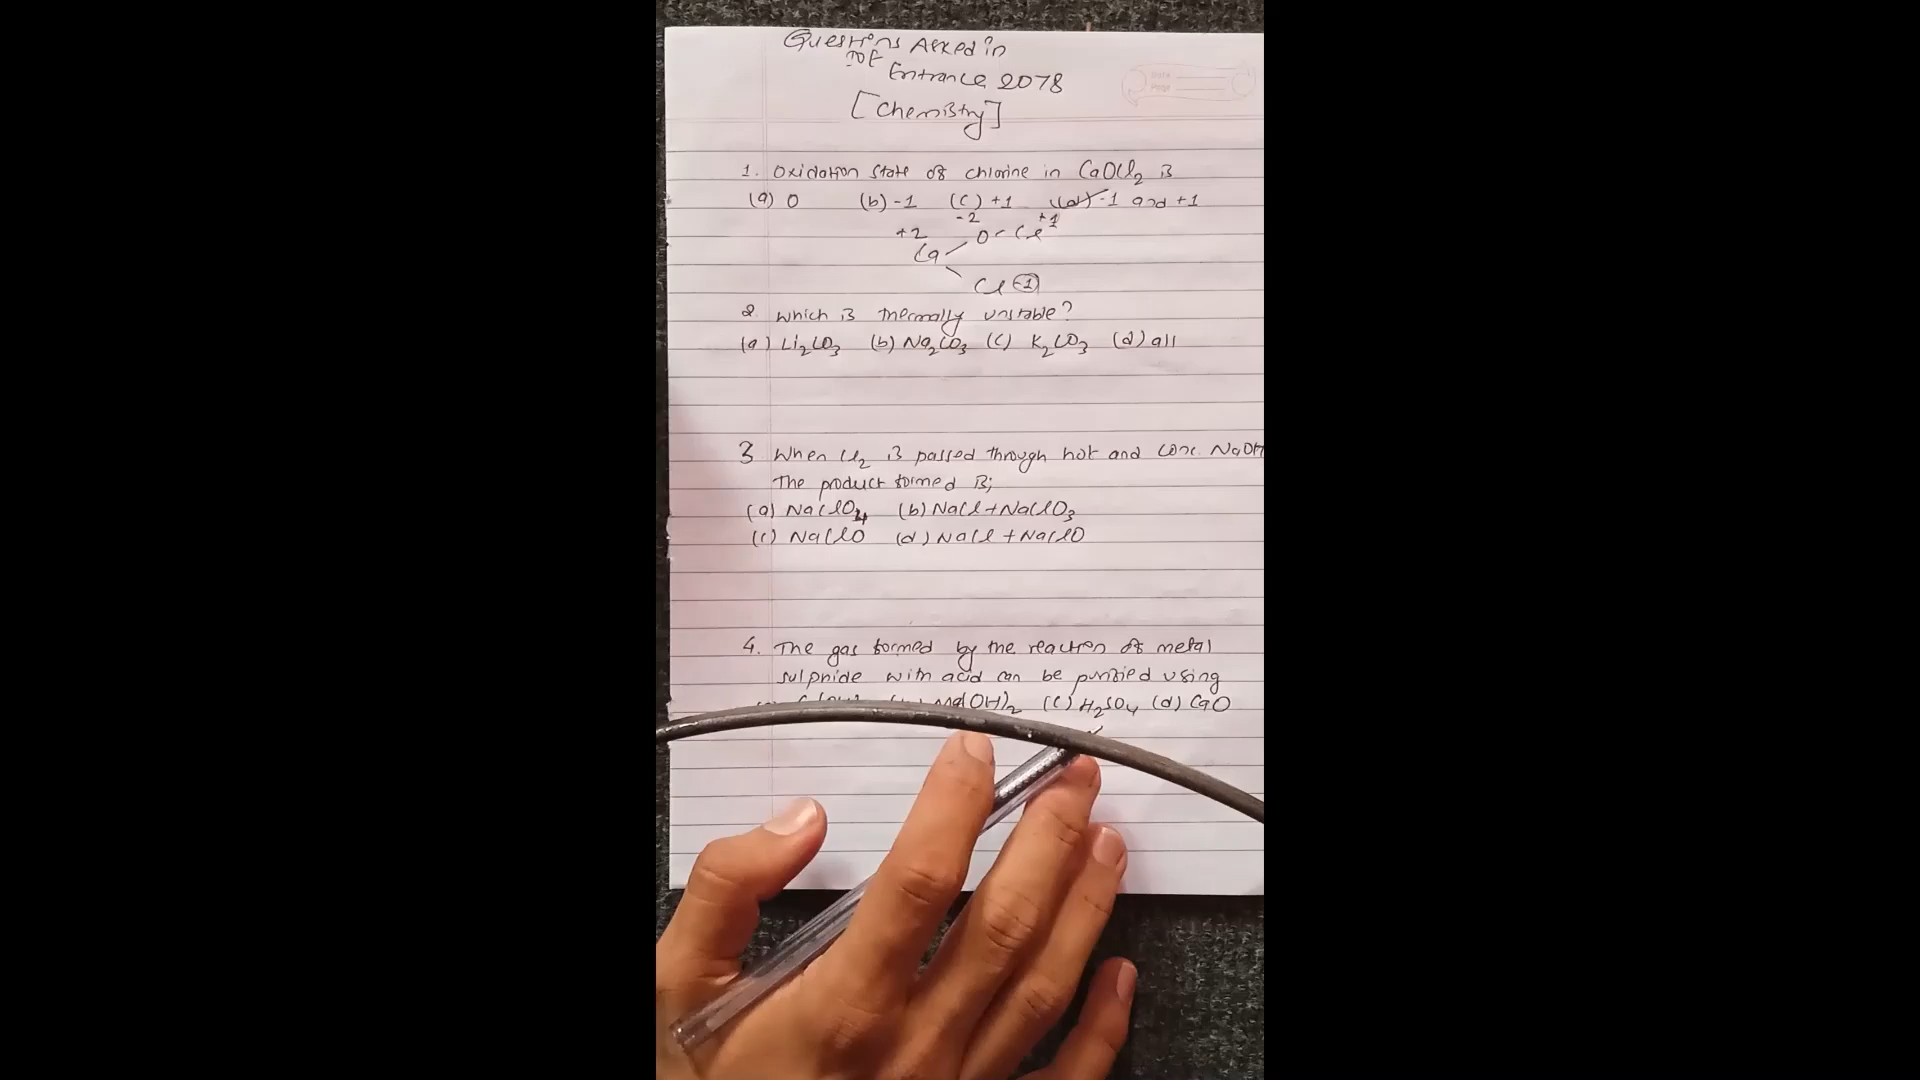 Questions Asked in
IOE Entrance 2078
[Chemistry]
1. Oxidation state of chlorine in CaOCl2 is
(a) 0 (b) -1 (c) +1 (d) -1 and +1
-2 +1
+2 O-Cl
Ca
Cl -1
2. Which is thermally unstable?
(a) Li2CO3 (b) Na2CO3 (c) K2CO3 (d) all
3 When Cl2 is passed through hot and conc. NaOH
The product formed is;
(a) NaClO4 (b) NaCl+NaClO3
(c) NaClO (d) NaCl+NaClO
4. The gas formed by the reaction of metal
sulphide with acid can be purified using
(OH)2 (c) H2SO4 (d) CaO